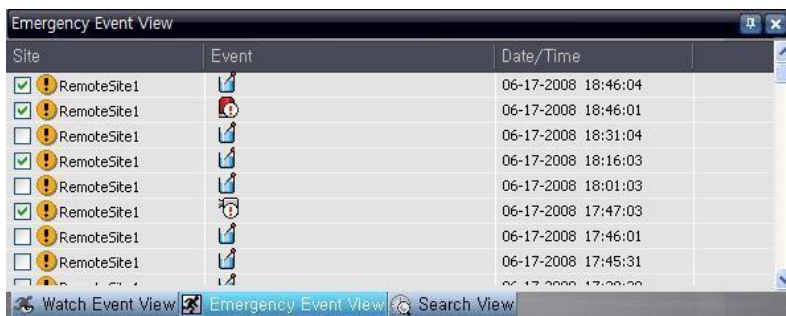 Emergency Event View
Site Event Date/Time
RemoteSite1 06-17-2008 18:46:04
RemoteSite1 06-17-2008 18:46:01
RemoteSite1 06-17-2008 18:31:04
RemoteSite1 06-17-2008 18:16:03
RemoteSite1 06-17-2008 18:01:03
RemoteSite1 06-17-2008 17:47:03
RemoteSite1 06-17-2008 17:46:01
RemoteSite1 06-17-2008 17:45:31
Watch Event View Emergency Event View Search View